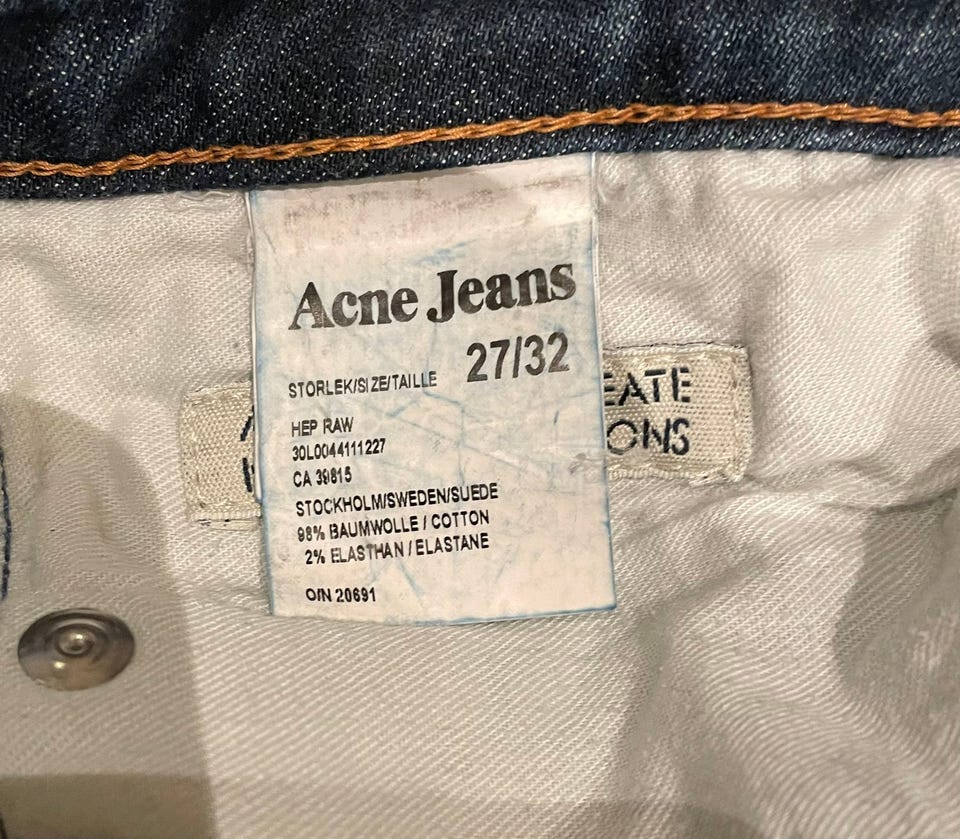 Acne Jeans
27/32
STORLEK/SIZE/TAILLE
HEP RAW
30L0044111227
CA 39815
STOCKHOLM/SWEDEN/SUEDE
98% BAUMWOLLE / COTTON
2% ELASTHAN / ELASTANE
O/N 20691
EATE
ONS